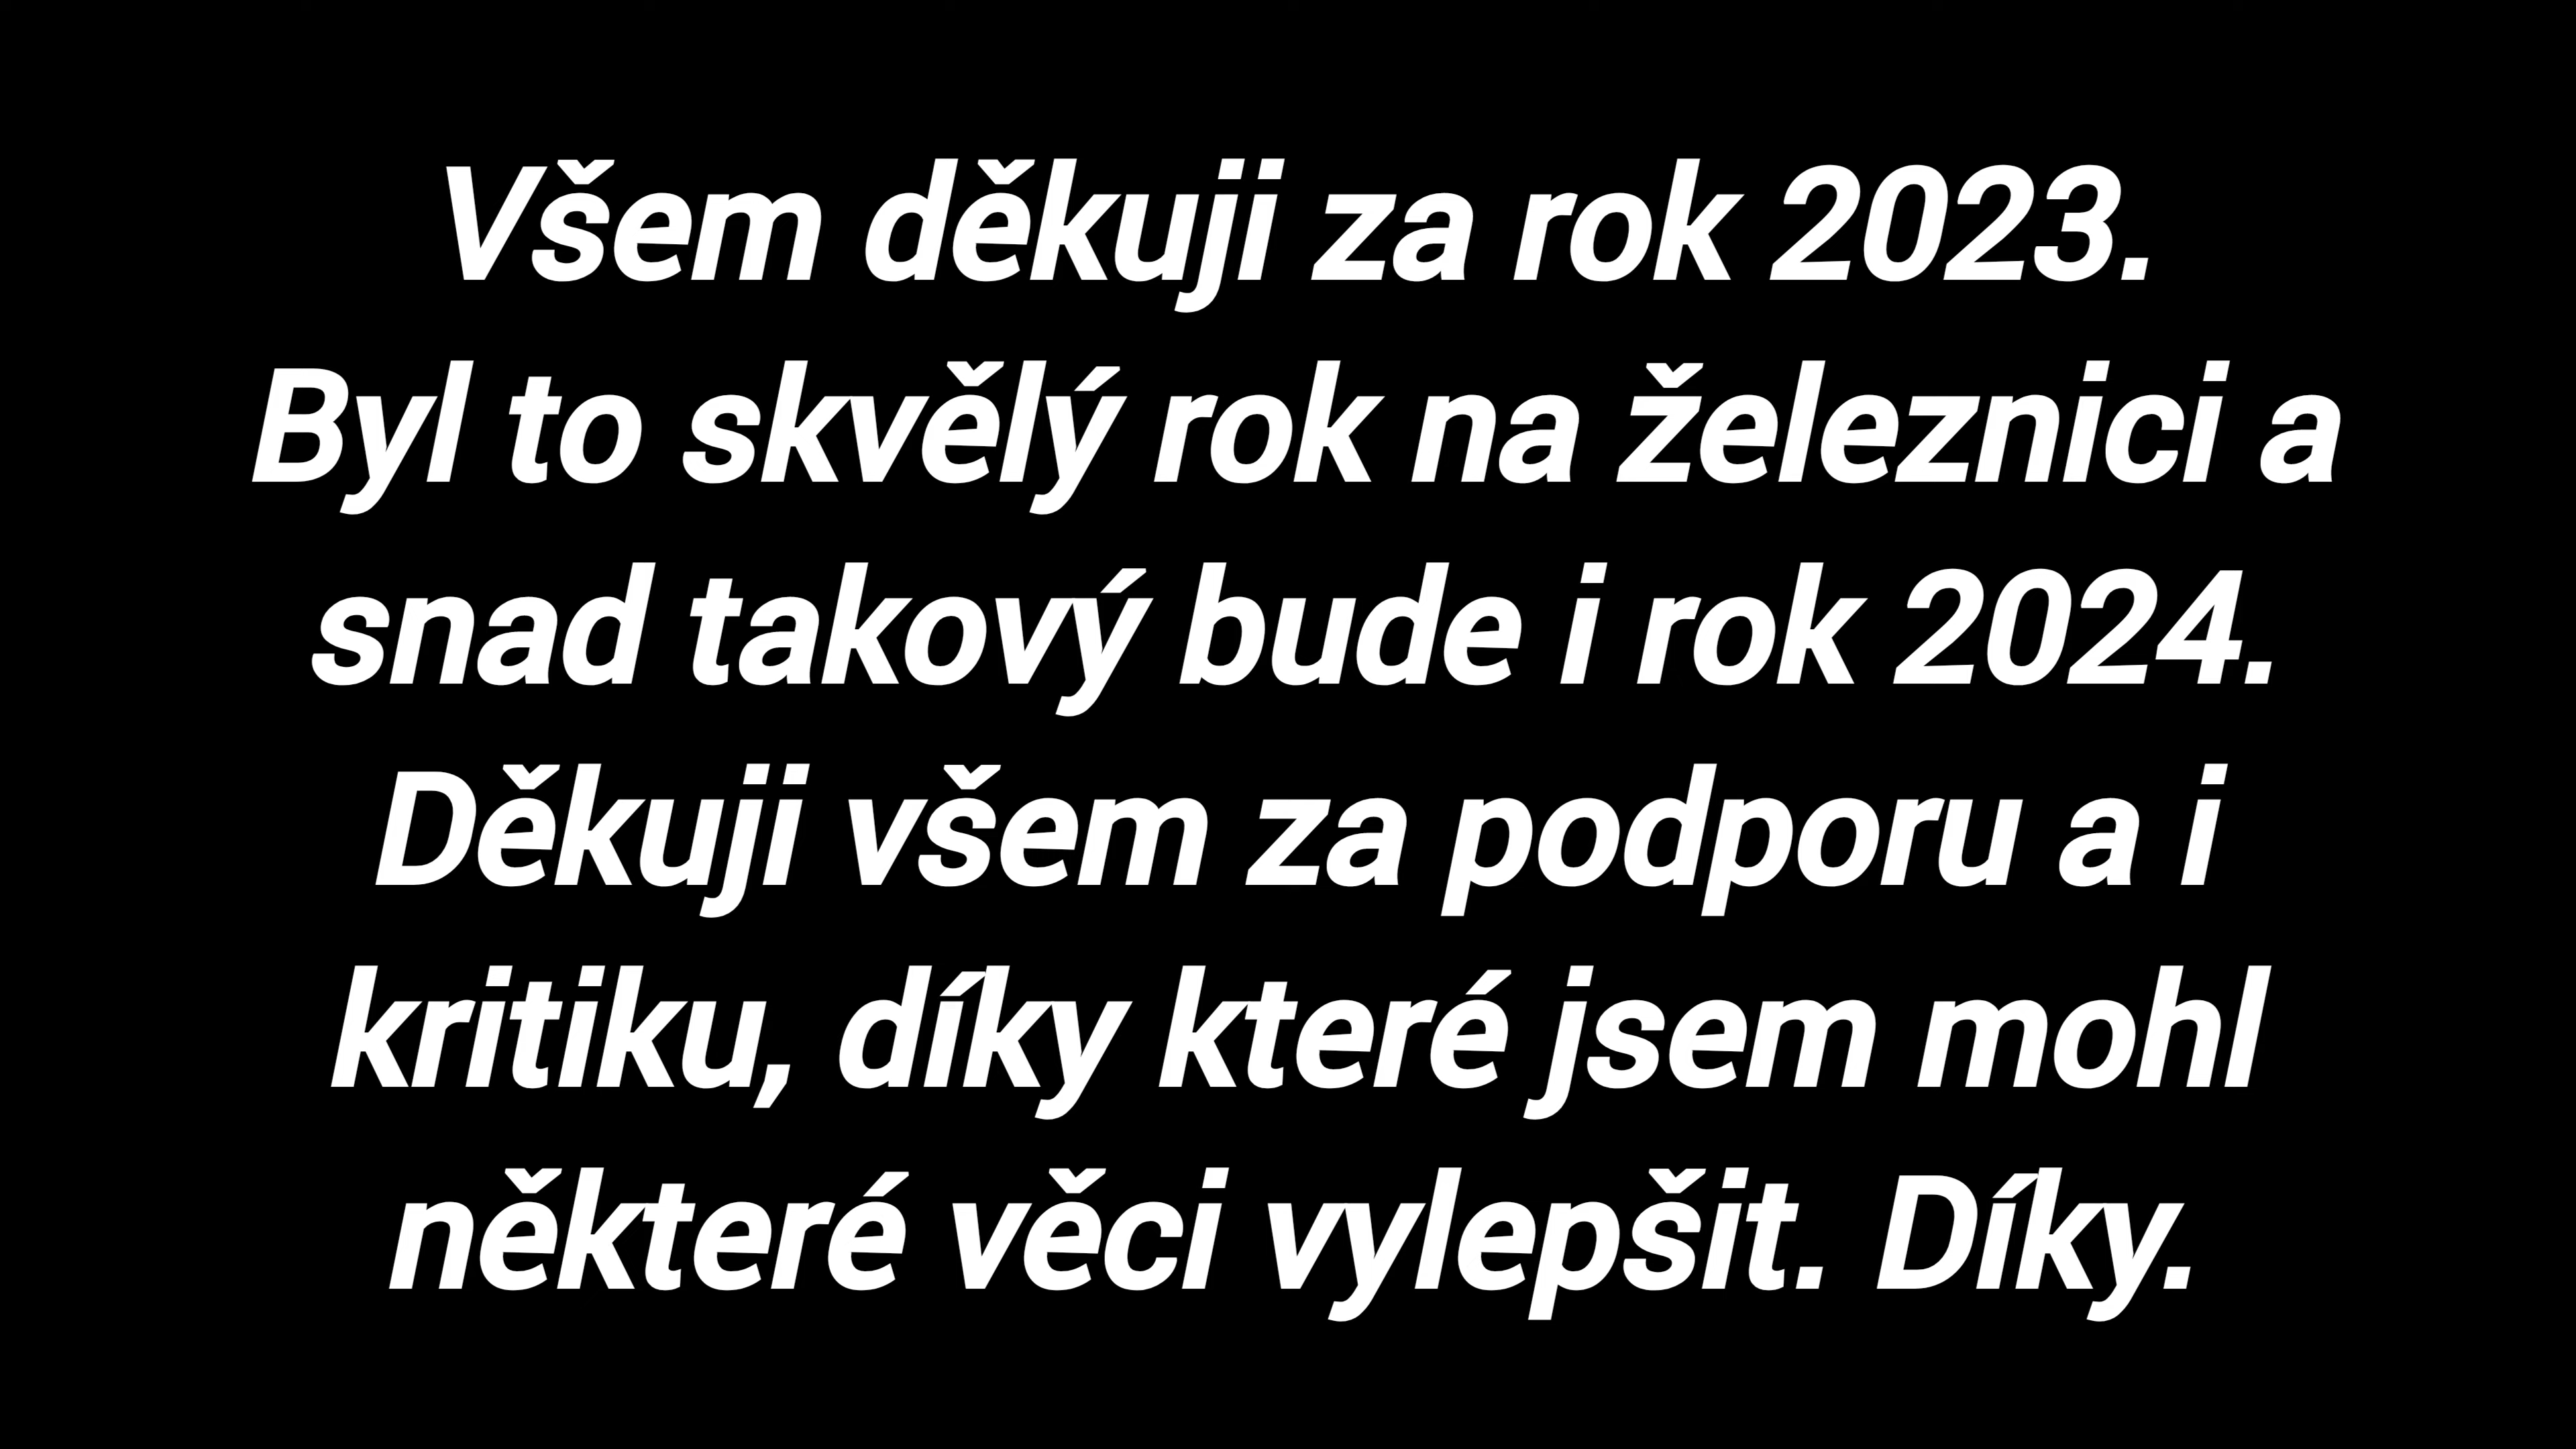 Všem děkuji za rok 2023.
Byl to skvělý rok na železnici a
snad takový bude i rok 2024.
Děkuji všem za podporu a i
kritiku, díky které jsem mohl
některé věci vylepšit. Díky.